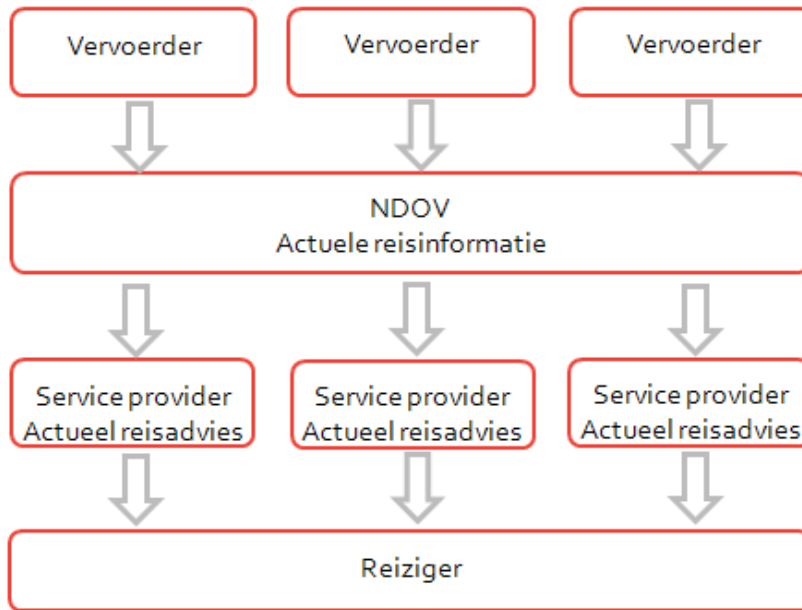 Vervoerder
Vervoerder
Vervoerder
NDOV
Actuele reisinformatie
Service provider
Actueel reisadvies
Service provider
Actueel reisadvies
Service provider
Actueel reisadvies
Reiziger